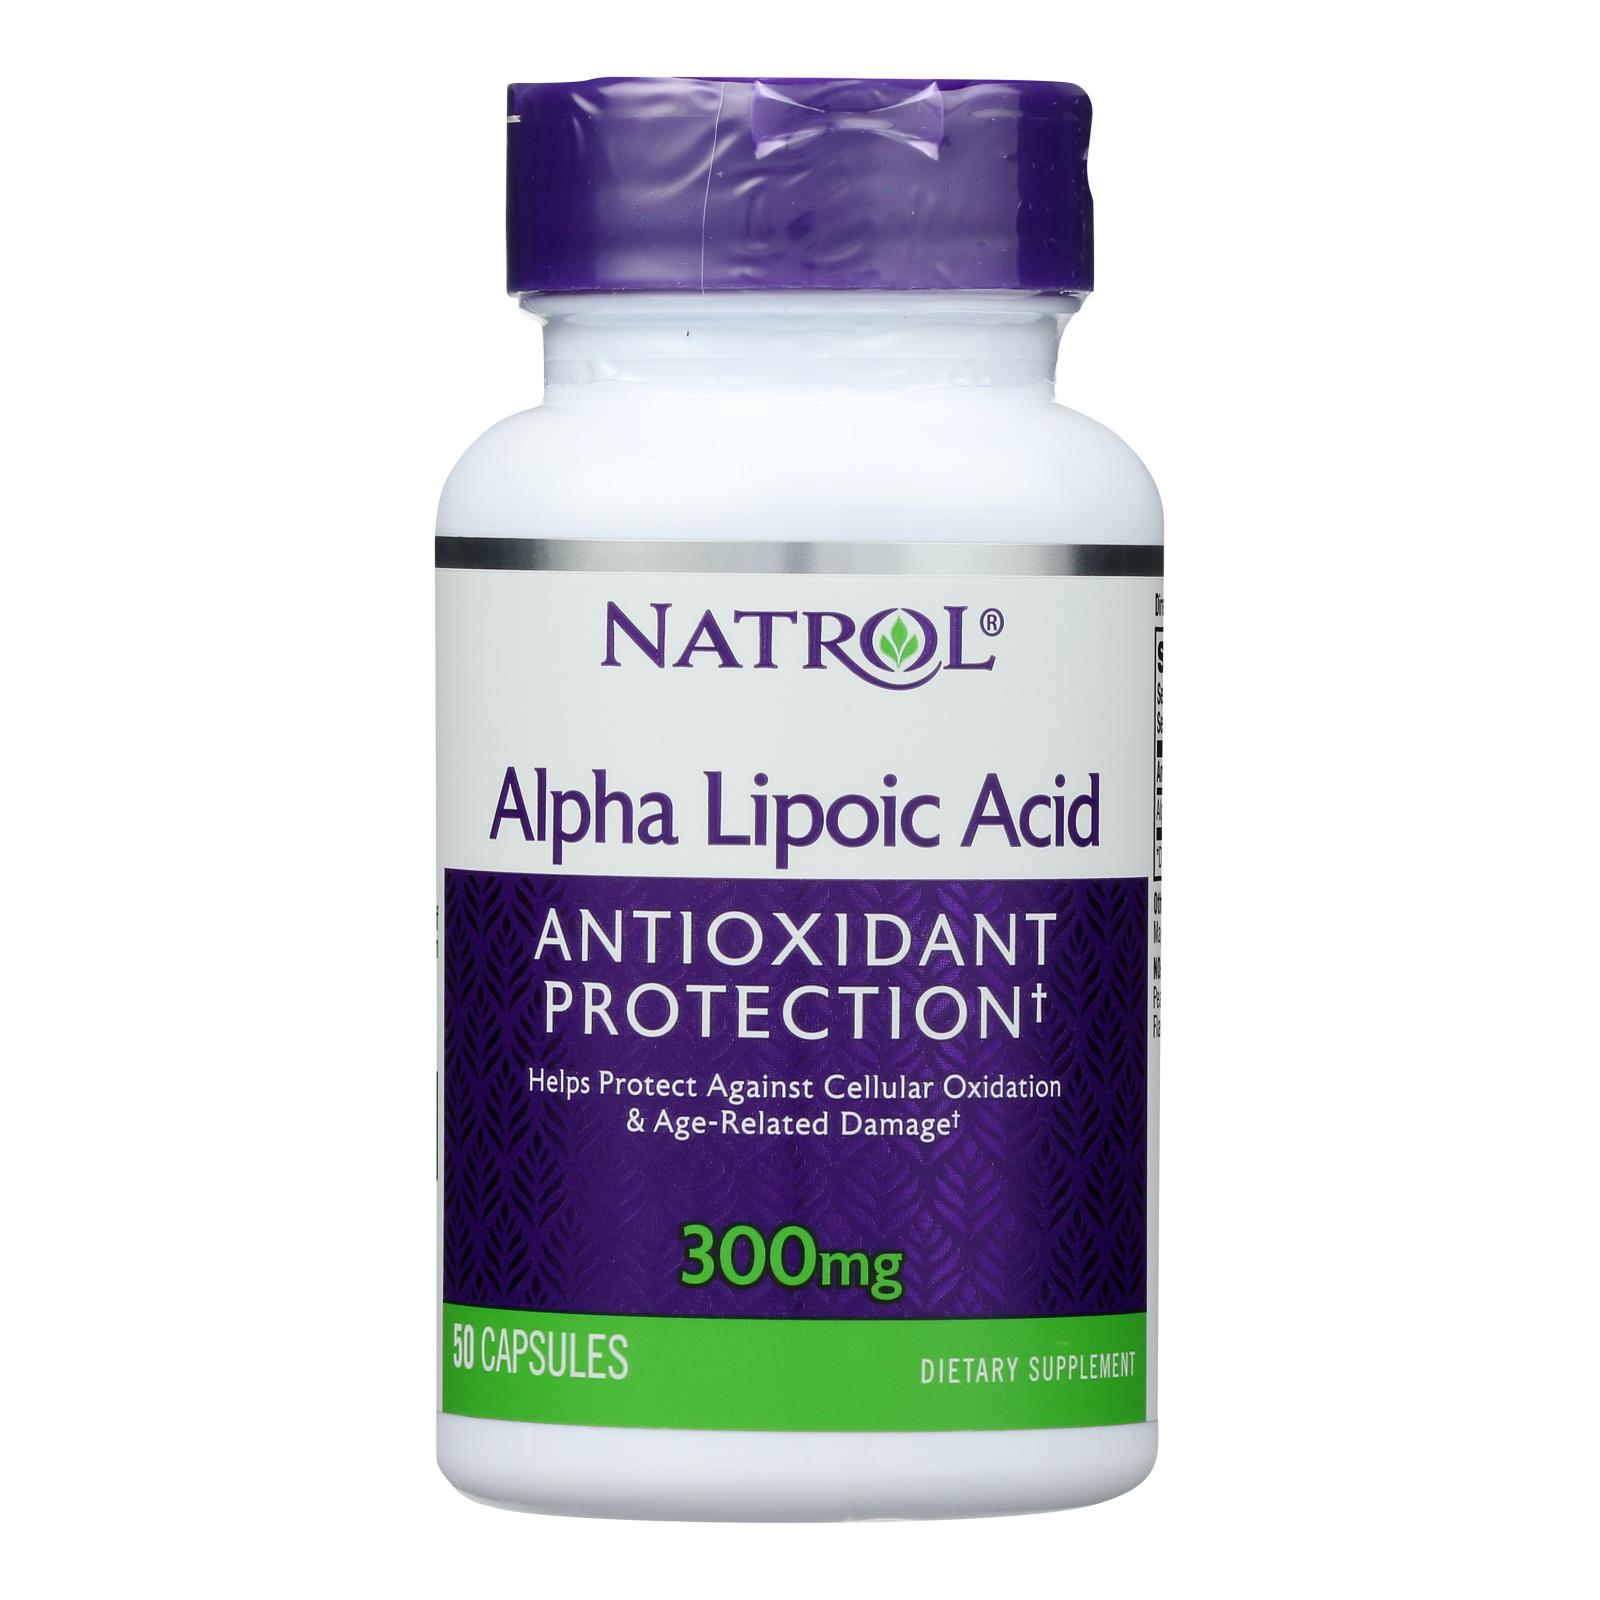 NATROL®
Alpha Lipoic Acid
ANTIOXIDANT
PROTECTION†
Helps Protect Against Cellular Oxidation
& Age-Related Damage†
300mg
50 CAPSULES
DIETARY SUPPLEMENT